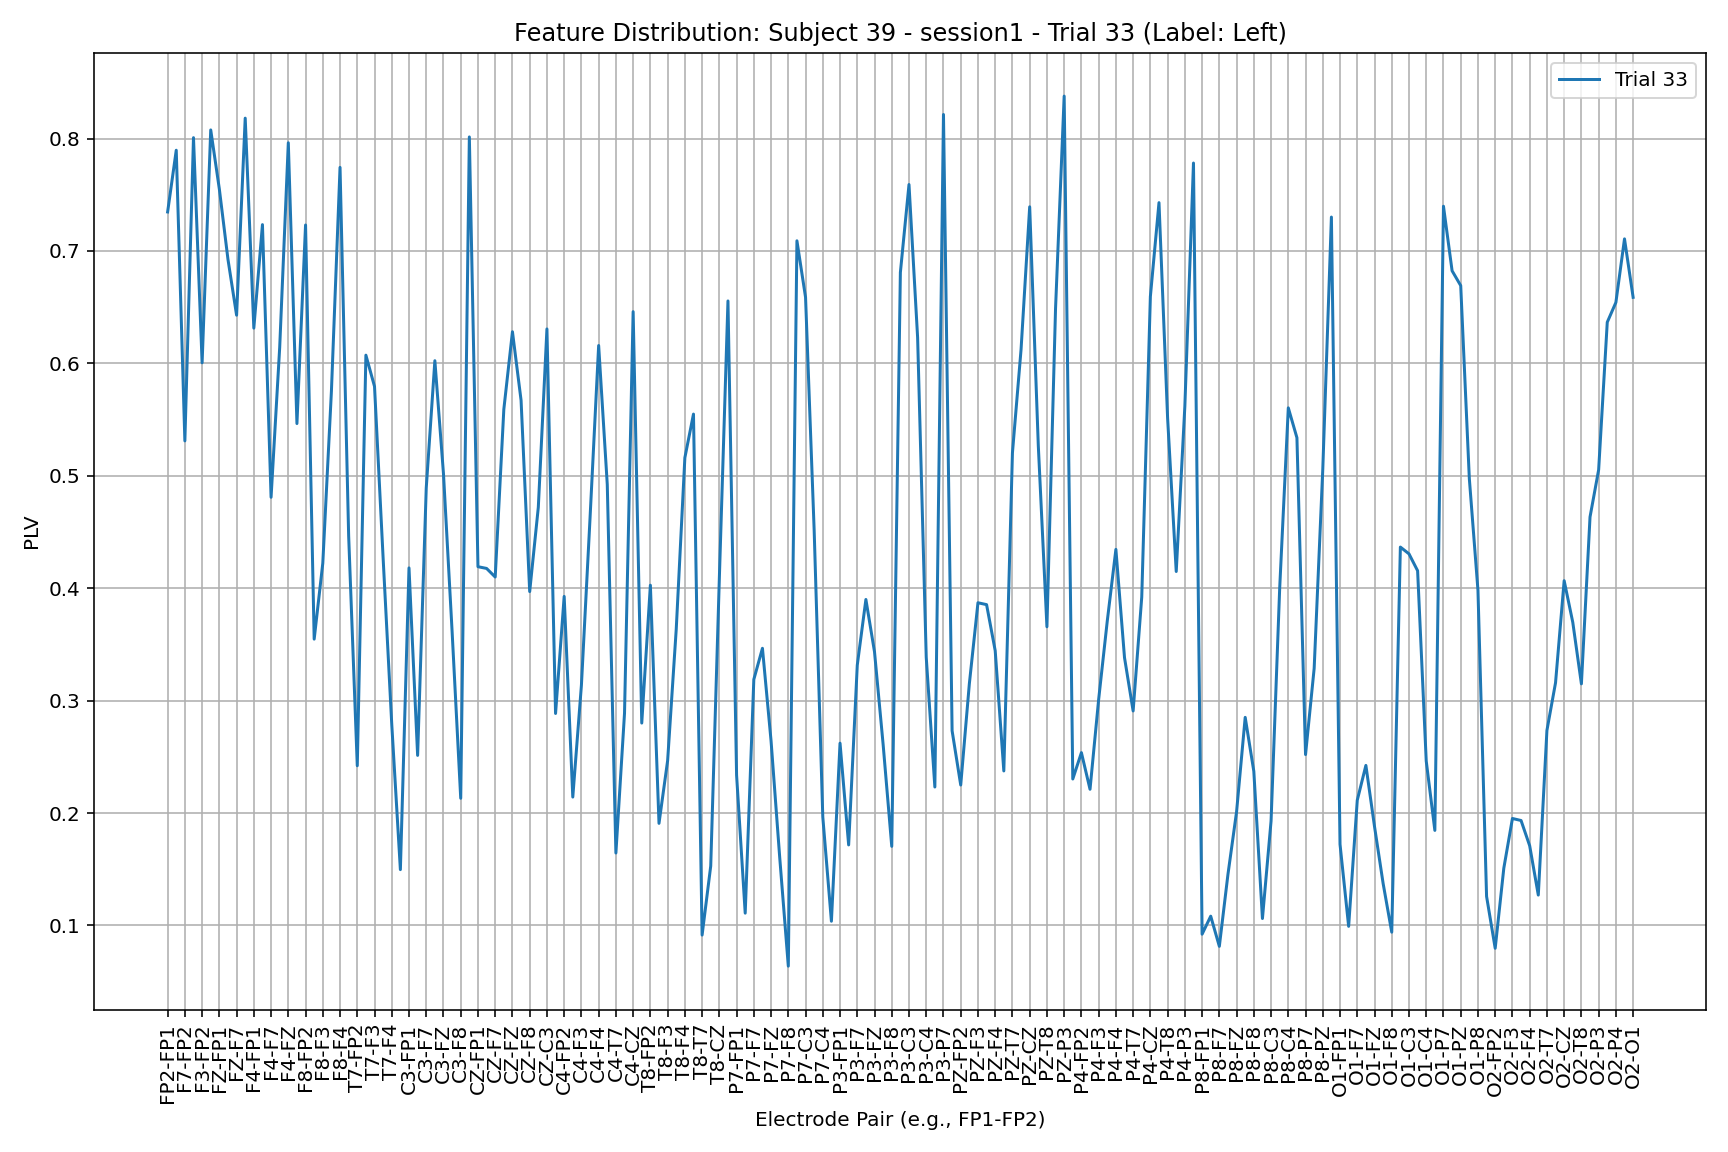 Feature Distribution: Subject 39 - session1 - Trial 33 (Label: Left)
Trial 33
PLV
0.8
0.7
0.6
0.5
0.4
0.3
0.2
0.1
FP2-FP1
F7-FP2
F3-FP2
FZ-FP1
FZ-F7
F4-FP1
F4-F7
F4-FZ
F8-FP2
F8-F3
F8-F4
T7-FP2
T7-F3
T7-F4
C3-FP1
C3-F7
C3-FZ
C3-F8
CZ-FP1
CZ-F7
CZ-FZ
CZ-F8
CZ-C3
C4-FP2
C4-F3
C4-F4
C4-T7
C4-CZ
T8-FP2
T8-F3
T8-F4
T8-T7
T8-CZ
P7-FP1
P7-F7
P7-FZ
P7-F8
P7-C3
P7-C4
P3-FP1
P3-F7
P3-FZ
P3-F8
P3-C3
P3-C4
P3-P7
PZ-FP2
PZ-F3
PZ-F4
PZ-T7
PZ-CZ
PZ-T8
PZ-P3
P4-FP2
P4-F3
P4-F4
P4-T7
P4-CZ
P4-T8
P4-P3
P8-FP1
P8-F7
P8-FZ
P8-F8
P8-C3
P8-C4
P8-P7
P8-PZ
O1-FP1
O1-F7
O1-FZ
O1-F8
O1-C3
O1-C4
O1-P7
O1-PZ
O1-P8
O2-FP2
O2-F3
O2-F4
O2-T7
O2-CZ
O2-T8
O2-P3
O2-P4
O2-O1
Electrode Pair (e.g., FP1-FP2)